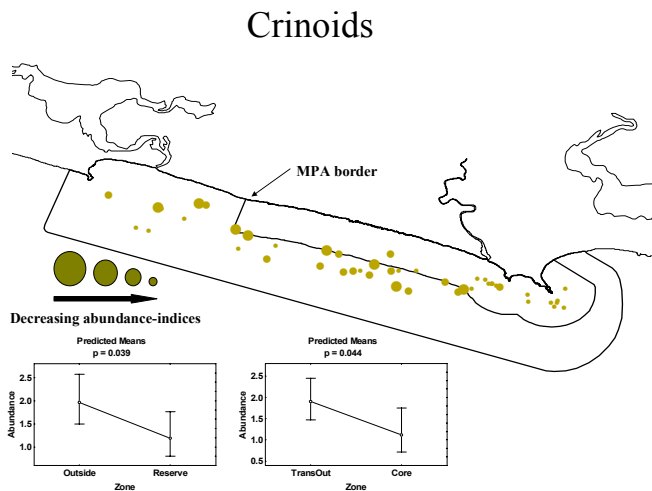 Crinoids
MPA border
Decreasing abundance-indices
Predicted Means
p = 0.039
Abundance
2.5
2.0
1.5
1.0
Outside
Reserve
Zone
Predicted Means
p = 0.044
Abundance
2.5
2.0
1.5
1.0
0.5
TransOut
Core
Zone